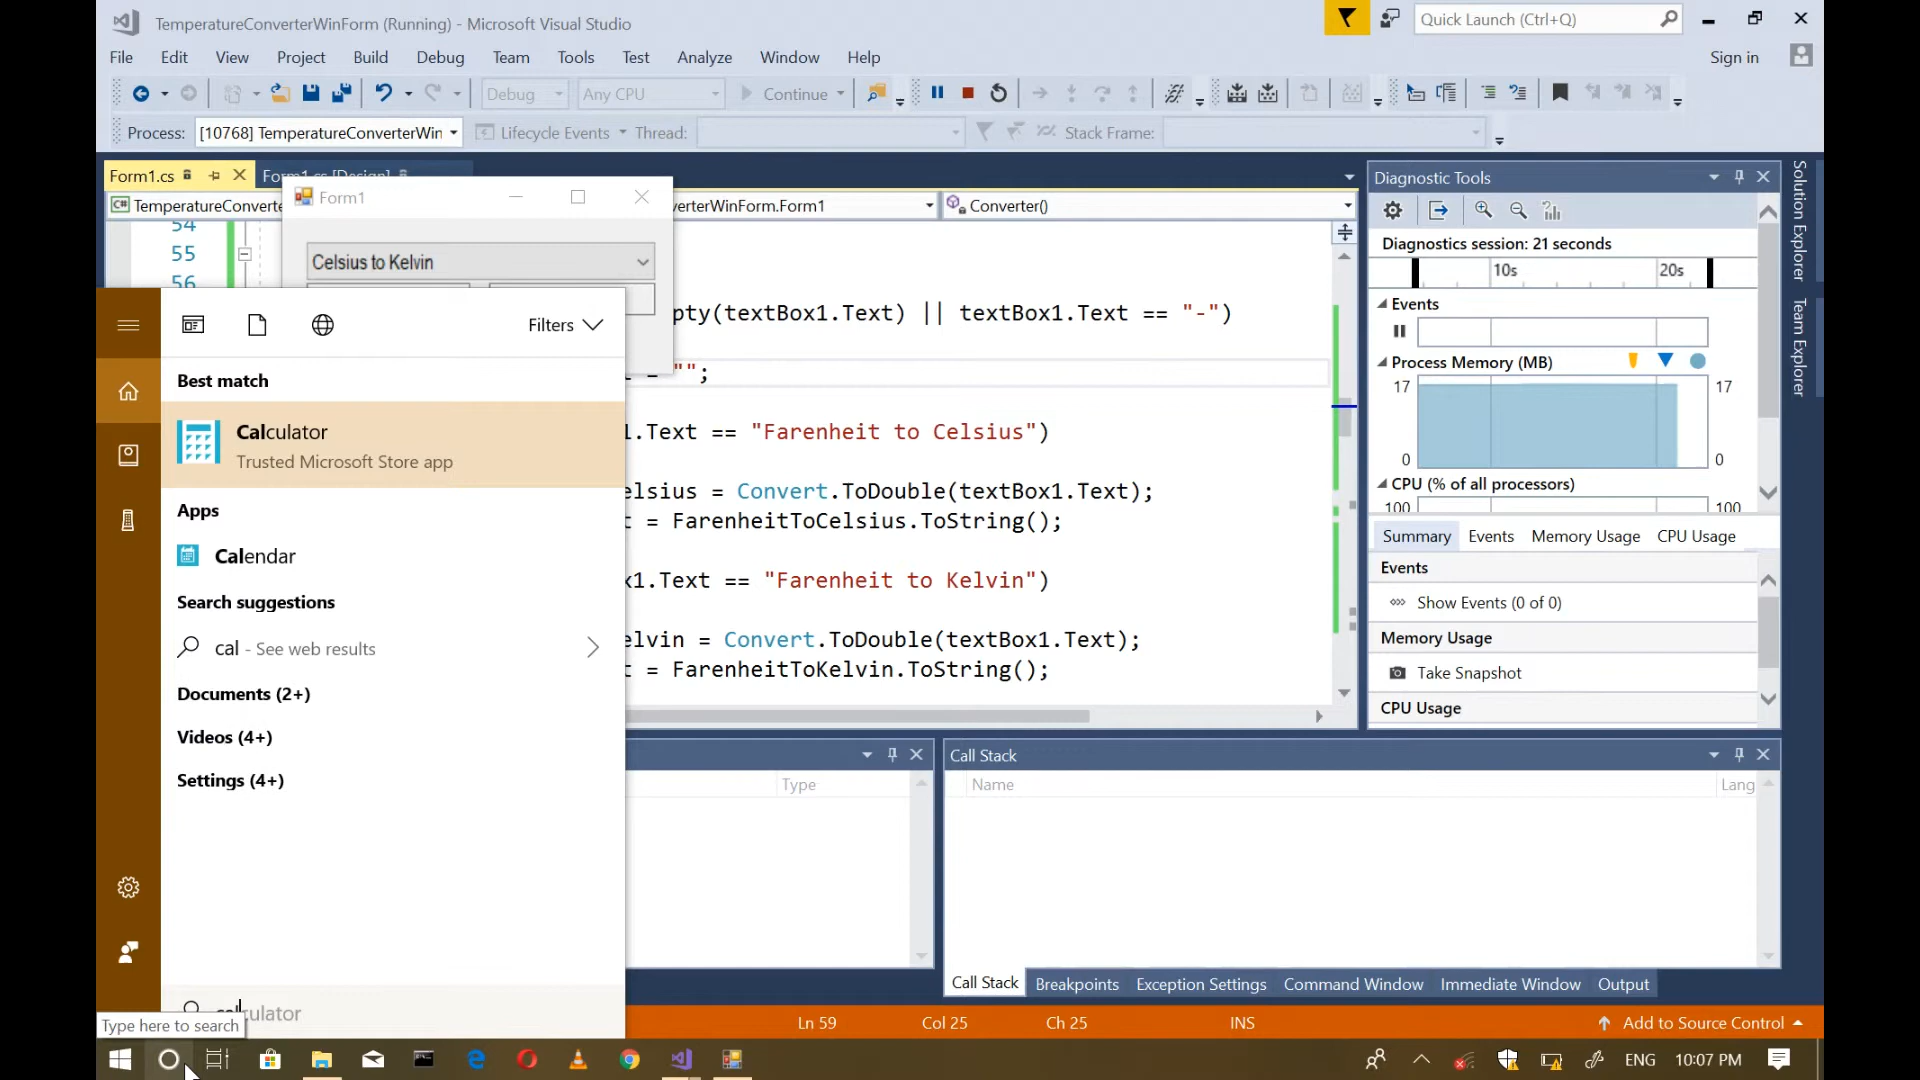 TemperatureConverterWinForm (Running) - Microsoft Visual Studio
Quick Launch (Ctrl+Q)
File Edit View Project Build Debug Team Tools Test Analyze Window Help
Sign in
Debug Any CPU Continue
Process: [10768] TemperatureConverterWin Lifecycle Events Thread: Stack Frame:
Form1.cs Form1.cs [Design]
Form1
TemperatureConverte
verterWinForm.Form1
Converter()
Celsius to Kelvin
54
55
56
pty(textBox1.Text) || textBox1.Text == "-")
= "";
1.Text == "Farenheit to Celsius")
elsius = Convert.ToDouble(textBox1.Text);
t = FarenheitToCelsius.ToString();
x1.Text == "Farenheit to Kelvin")
elvin = Convert.ToDouble(textBox1.Text);
t = FarenheitToKelvin.ToString();
Filters
Best match
Calculator
Trusted Microsoft Store app
Apps
Calendar
Search suggestions
cal - See web results
Documents (2+)
Videos (4+)
Settings (4+)
calculator
Type here to search
Diagnostic Tools
Diagnostics session: 21 seconds
10s 20s
Events
Process Memory (MB)
17 17
0 0
CPU (% of all processors)
100 100
Summary Events Memory Usage CPU Usage
Events
Show Events (0 of 0)
Memory Usage
Take Snapshot
CPU Usage
Solution Explorer
Team Explorer
Type
Call Stack
Name Lang
Call Stack Breakpoints Exception Settings Command Window Immediate Window Output
Ln 59 Col 25 Ch 25 INS Add to Source Control
ENG 10:07 PM